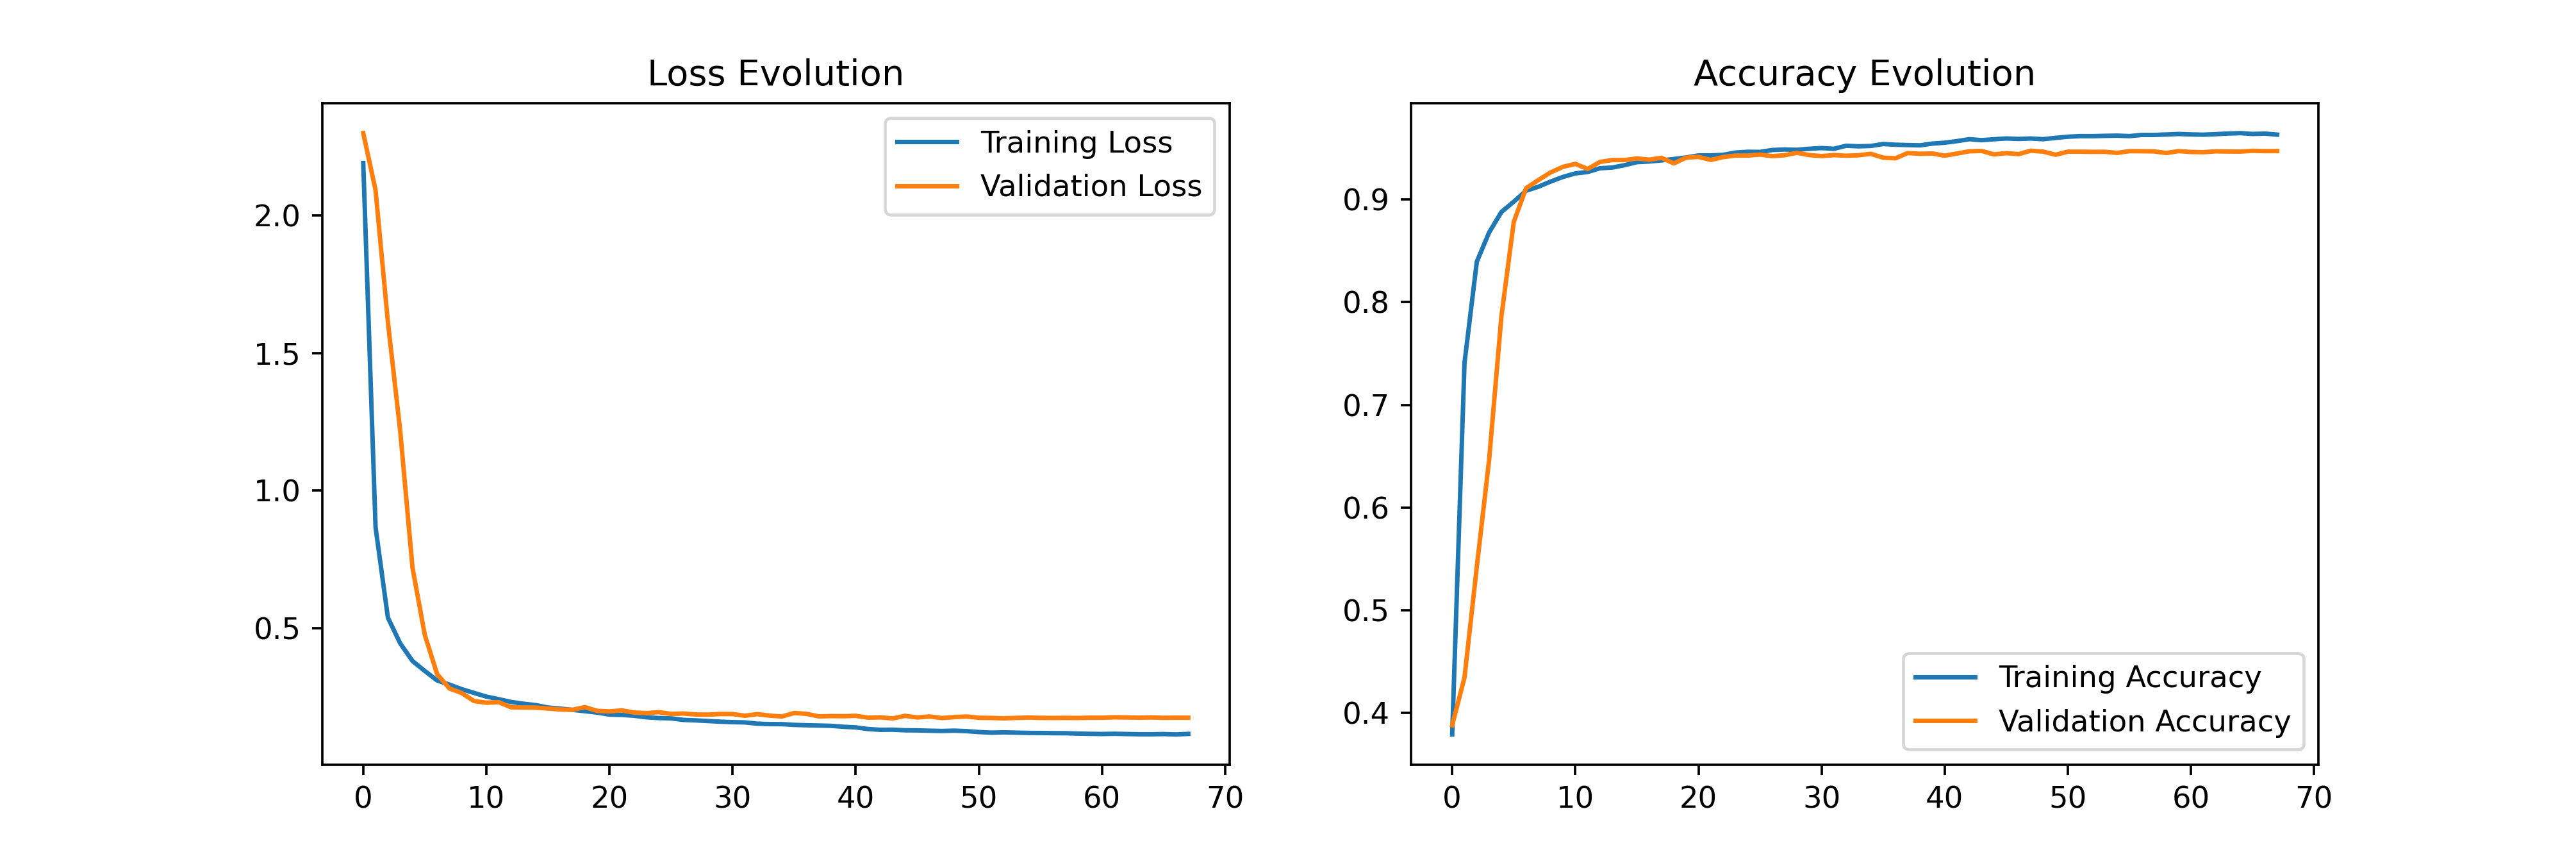 Loss Evolution
Training Loss
Validation Loss
2.0
1.5
1.0
0.5
0 10 20 30 40 50 60 70
Accuracy Evolution
0.9
0.8
0.7
0.6
0.5
0.4
Training Accuracy
Validation Accuracy
0 10 20 30 40 50 60 70